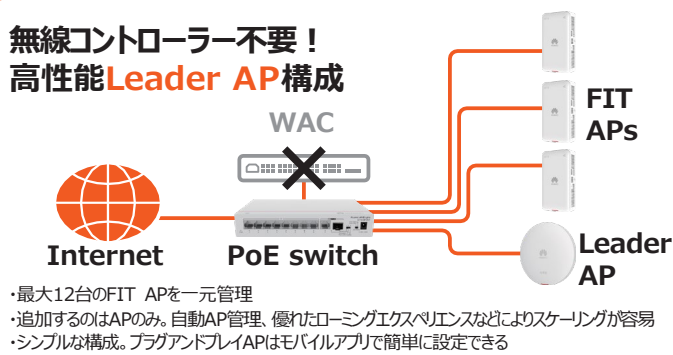 無線コントローラー不要！
高性能Leader AP構成
WAC
FIT
APs
Internet
PoE switch
Leader
AP
・最大12台のFIT APを一元管理
・追加するのはAPのみ。自動AP管理、優れたローミングエクスペリエンスなどによりスケーリングが容易
・シンプルな構成。プラグアンドプレイAPはモバイルアプリで簡単に設定できる